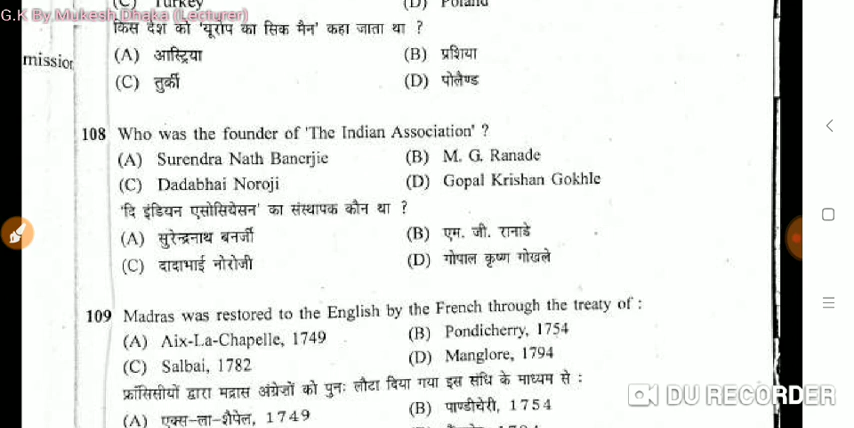 (C) Turkey (D) Poland
G.K By Mukesh Dhaka (Lecturer)
किस देश को 'यूरोप का सिक मैन' कहा जाता था ?
mission
(A) आस्ट्रिया (B) प्रशिया
(C) तुर्की (D) पोलैण्ड
108 Who was the founder of 'The Indian Association' ?
(A) Surendra Nath Banerjie (B) M. G. Ranade
(C) Dadabhai Noroji (D) Gopal Krishan Gokhle
'दि इंडियन एसोसियेसन' का संस्थापक कौन था ?
(A) सुरेन्द्रनाथ बनर्जी (B) एम. जी. रानाडे
(C) दादाभाई नोरोजी (D) गोपाल कृष्ण गोखले
109 Madras was restored to the English by the French through the treaty of :
(A) Aix-La-Chapelle, 1749 (B) Pondicherry, 1754
(C) Salbai, 1782 (D) Manglore, 1794
फ्रांसिसीयों द्वारा मद्रास अंग्रेजों को पुनः लौटा दिया गया इस संधि के माध्यम से :
(A) एक्स-ला-शैपेल, 1749 (B) पाण्डीचेरी, 1754
DU RECORDER